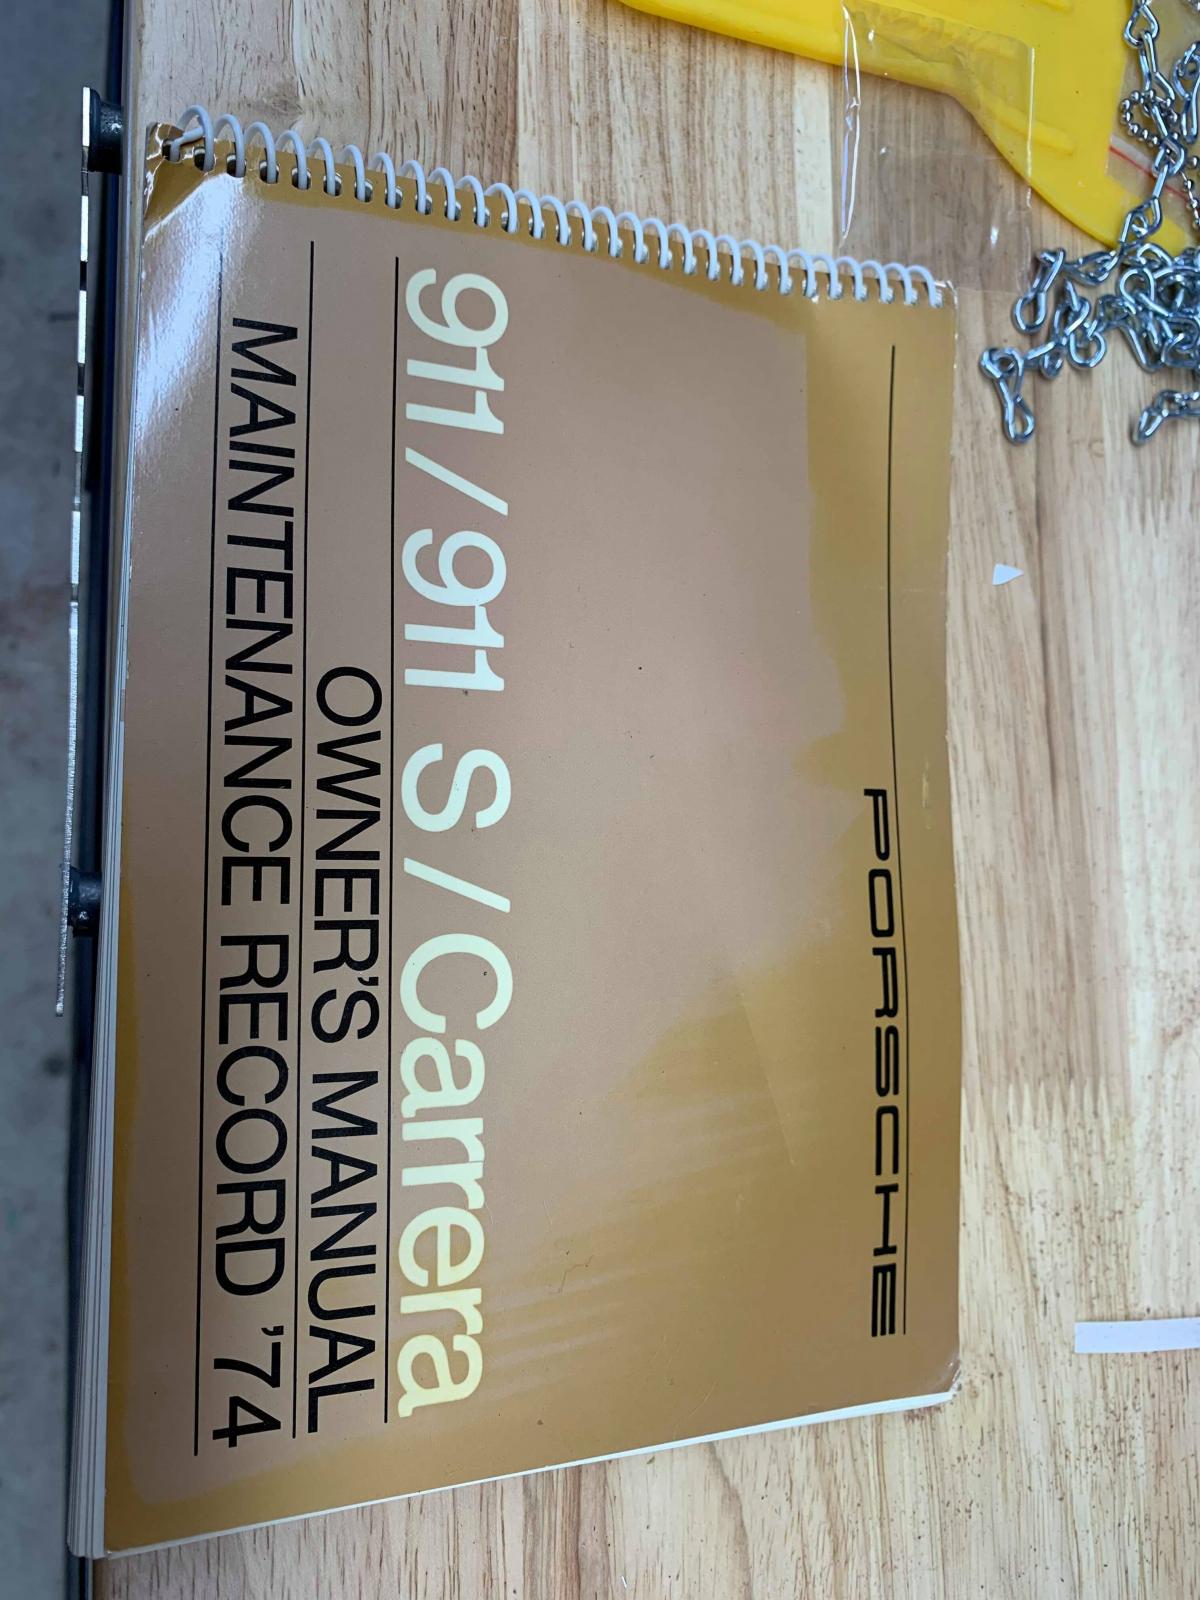 PORSCHE
911/911 S/Carrera
OWNER'S MANUAL
MAINTENANCE RECORD '74